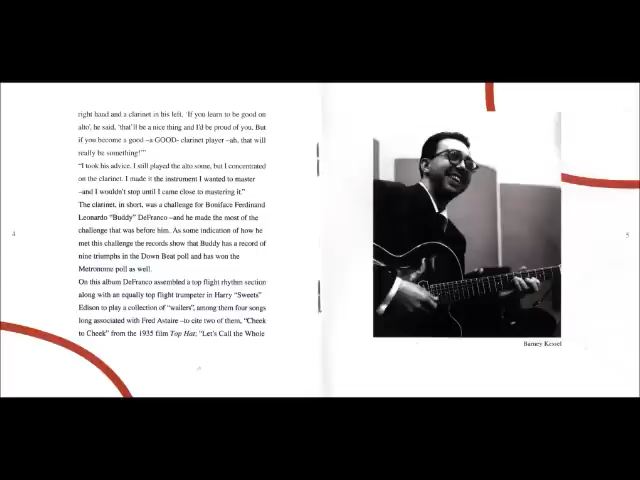 right hand and a clarinet in his left. 'If you learn to be good on
alto', he said, 'that'll be a nice thing and I'd be proud of you. But
if you become a good –a GOOD- clarinet player –ah, that will
really be something!'"
"I took his advice. I still played the alto some, but I concentrated
on the clarinet. I made it the instrument I wanted to master
–and I wouldn't stop until I came close to mastering it."
The clarinet, in short, was a challenge for Boniface Ferdinand
Leonardo "Buddy" DeFranco –and he made the most of the
challenge that was before him. As some indication of how he
met this challenge the records show that Buddy has a record of
nine triumphs in the Down Beat poll and has won the
Metronome poll as well.
On this album DeFranco assembled a top flight rhythm section
along with an equally top flight trumpeter in Harry "Sweets"
Edison to play a collection of "wailers", among them four songs
long associated with Fred Astaire –to cite two of them, "Cheek
to Cheek" from the 1935 film Top Hat; "Let's Call the Whole
4
5
Barney Kessel